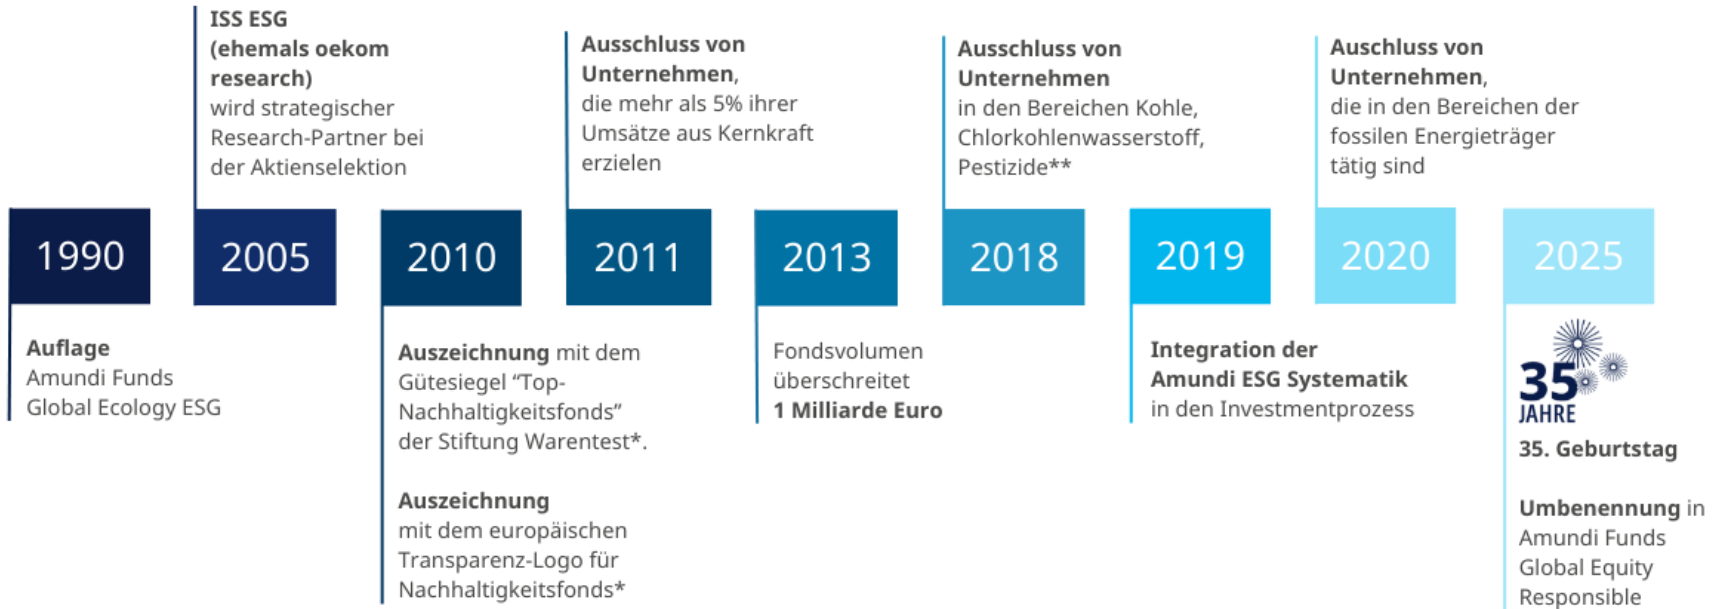 ISS ESG
(ehemals oekom
research)
wird strategischer
Research-Partner bei
der Aktienselektion
Ausschluss von
Unternehmen,
die mehr als 5% ihrer
Umsätze aus Kernkraft
erzielen
Ausschluss von
Unternehmen
in den Bereichen Kohle,
Chlorkohlenwasserstoff,
Pestizide**
Auschluss von
Unternehmen,
die in den Bereichen der
fossilen Energieträger
tätig sind
1990
2005
2010
2011
2013
2018
2019
2020
2025
Auflage
Amundi Funds
Global Ecology ESG
Auszeichnung mit dem
Gütesiegel “Top-
Nachhaltigkeitsfonds”
der Stiftung Warentest*.
Auszeichnung
mit dem europäischen
Transparenz-Logo für
Nachhaltigkeitsfonds*
Fondsvolumen
überschreitet
1 Milliarde Euro
Integration der
Amundi ESG Systematik
in den Investmentprozess
35
JAHRE
35. Geburtstag
Umbenennung in
Amundi Funds
Global Equity
Responsible